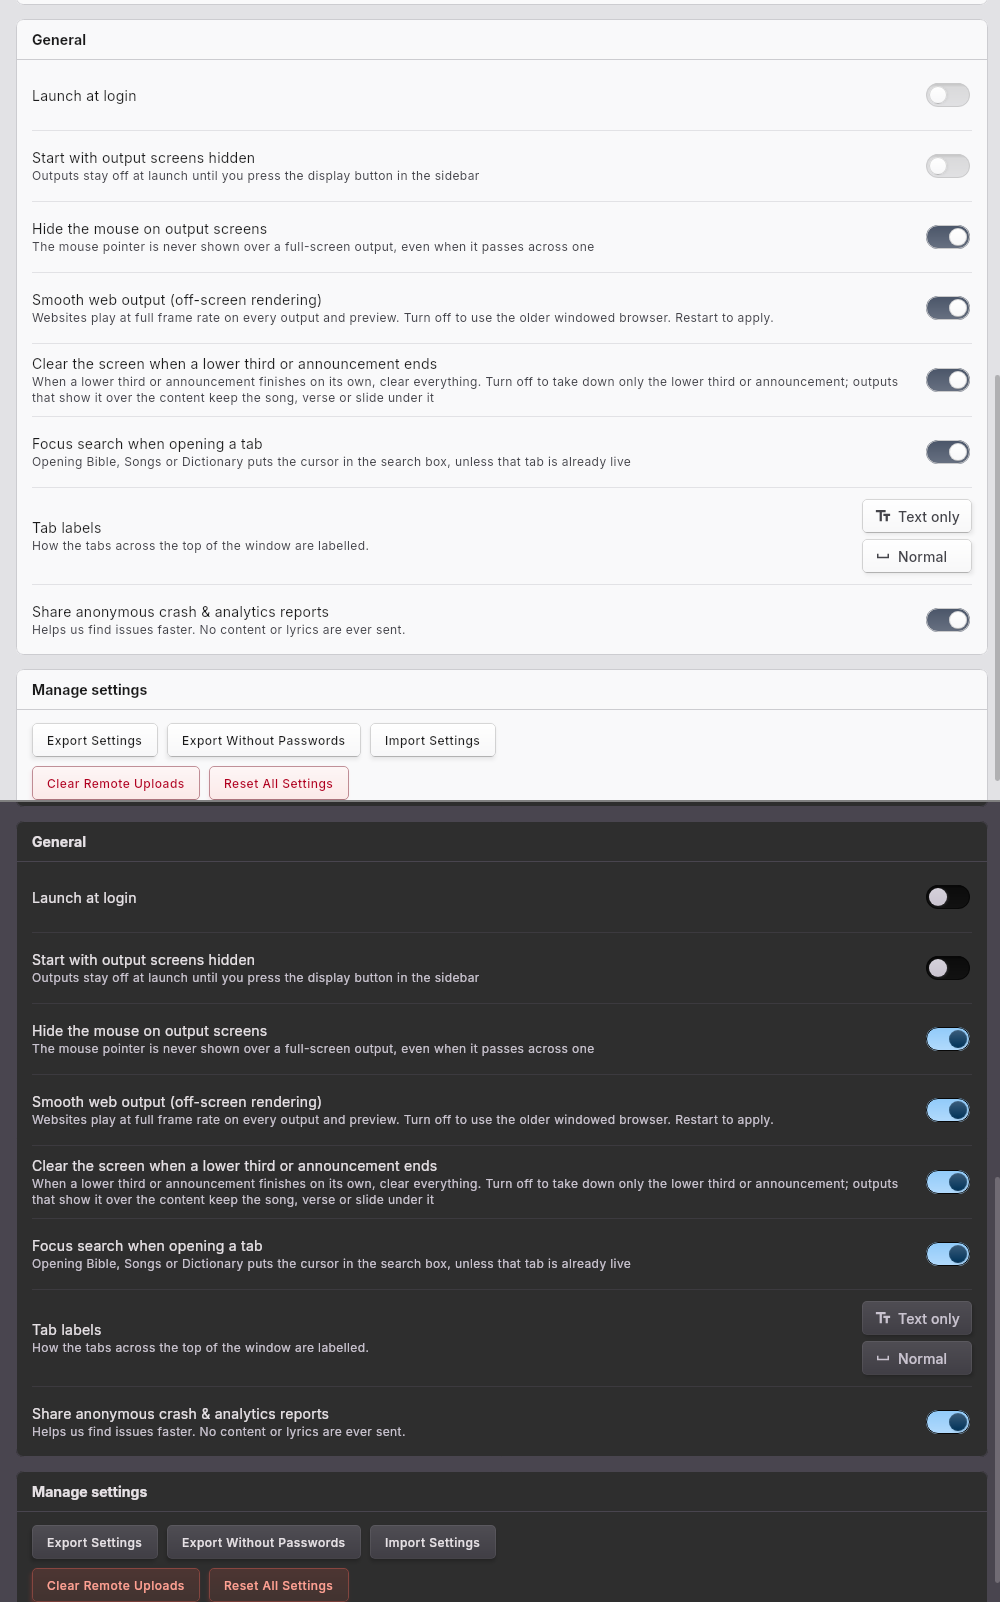 General
Launch at login
Start with output screens hidden
Outputs stay off at launch until you press the display button in the sidebar
Hide the mouse on output screens
The mouse pointer is never shown over a full-screen output, even when it passes across one
Smooth web output (off-screen rendering)
Websites play at full frame rate on every output and preview. Turn off to use the older windowed browser. Restart to apply.
Clear the screen when a lower third or announcement ends
When a lower third or announcement finishes on its own, clear everything. Turn off to take down only the lower third or announcement; outputs
that show it over the content keep the song, verse or slide under it
Focus search when opening a tab
Opening Bible, Songs or Dictionary puts the cursor in the search box, unless that tab is already live
Tab labels
How the tabs across the top of the window are labelled.
Text only
Normal
Share anonymous crash & analytics reports
Helps us find issues faster. No content or lyrics are ever sent.
Manage settings
Export Settings Export Without Passwords Import Settings
Clear Remote Uploads Reset All Settings
General
Launch at login
Start with output screens hidden
Outputs stay off at launch until you press the display button in the sidebar
Hide the mouse on output screens
The mouse pointer is never shown over a full-screen output, even when it passes across one
Smooth web output (off-screen rendering)
Websites play at full frame rate on every output and preview. Turn off to use the older windowed browser. Restart to apply.
Clear the screen when a lower third or announcement ends
When a lower third or announcement finishes on its own, clear everything. Turn off to take down only the lower third or announcement; outputs
that show it over the content keep the song, verse or slide under it
Focus search when opening a tab
Opening Bible, Songs or Dictionary puts the cursor in the search box, unless that tab is already live
Tab labels
How the tabs across the top of the window are labelled.
Text only
Normal
Share anonymous crash & analytics reports
Helps us find issues faster. No content or lyrics are ever sent.
Manage settings
Export Settings Export Without Passwords Import Settings
Clear Remote Uploads Reset All Settings